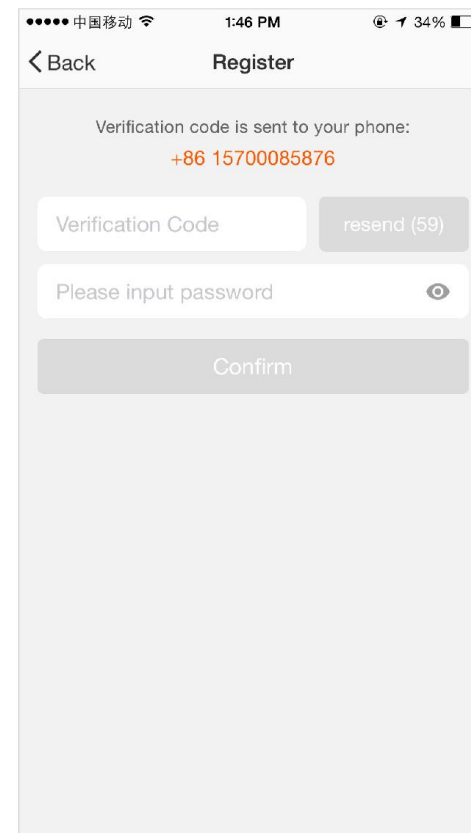 中国移动 1:46 PM 34%
Back Register
Verification code is sent to your phone:
+86 15700085876
Verification Code resend (59)
Please input password
Confirm